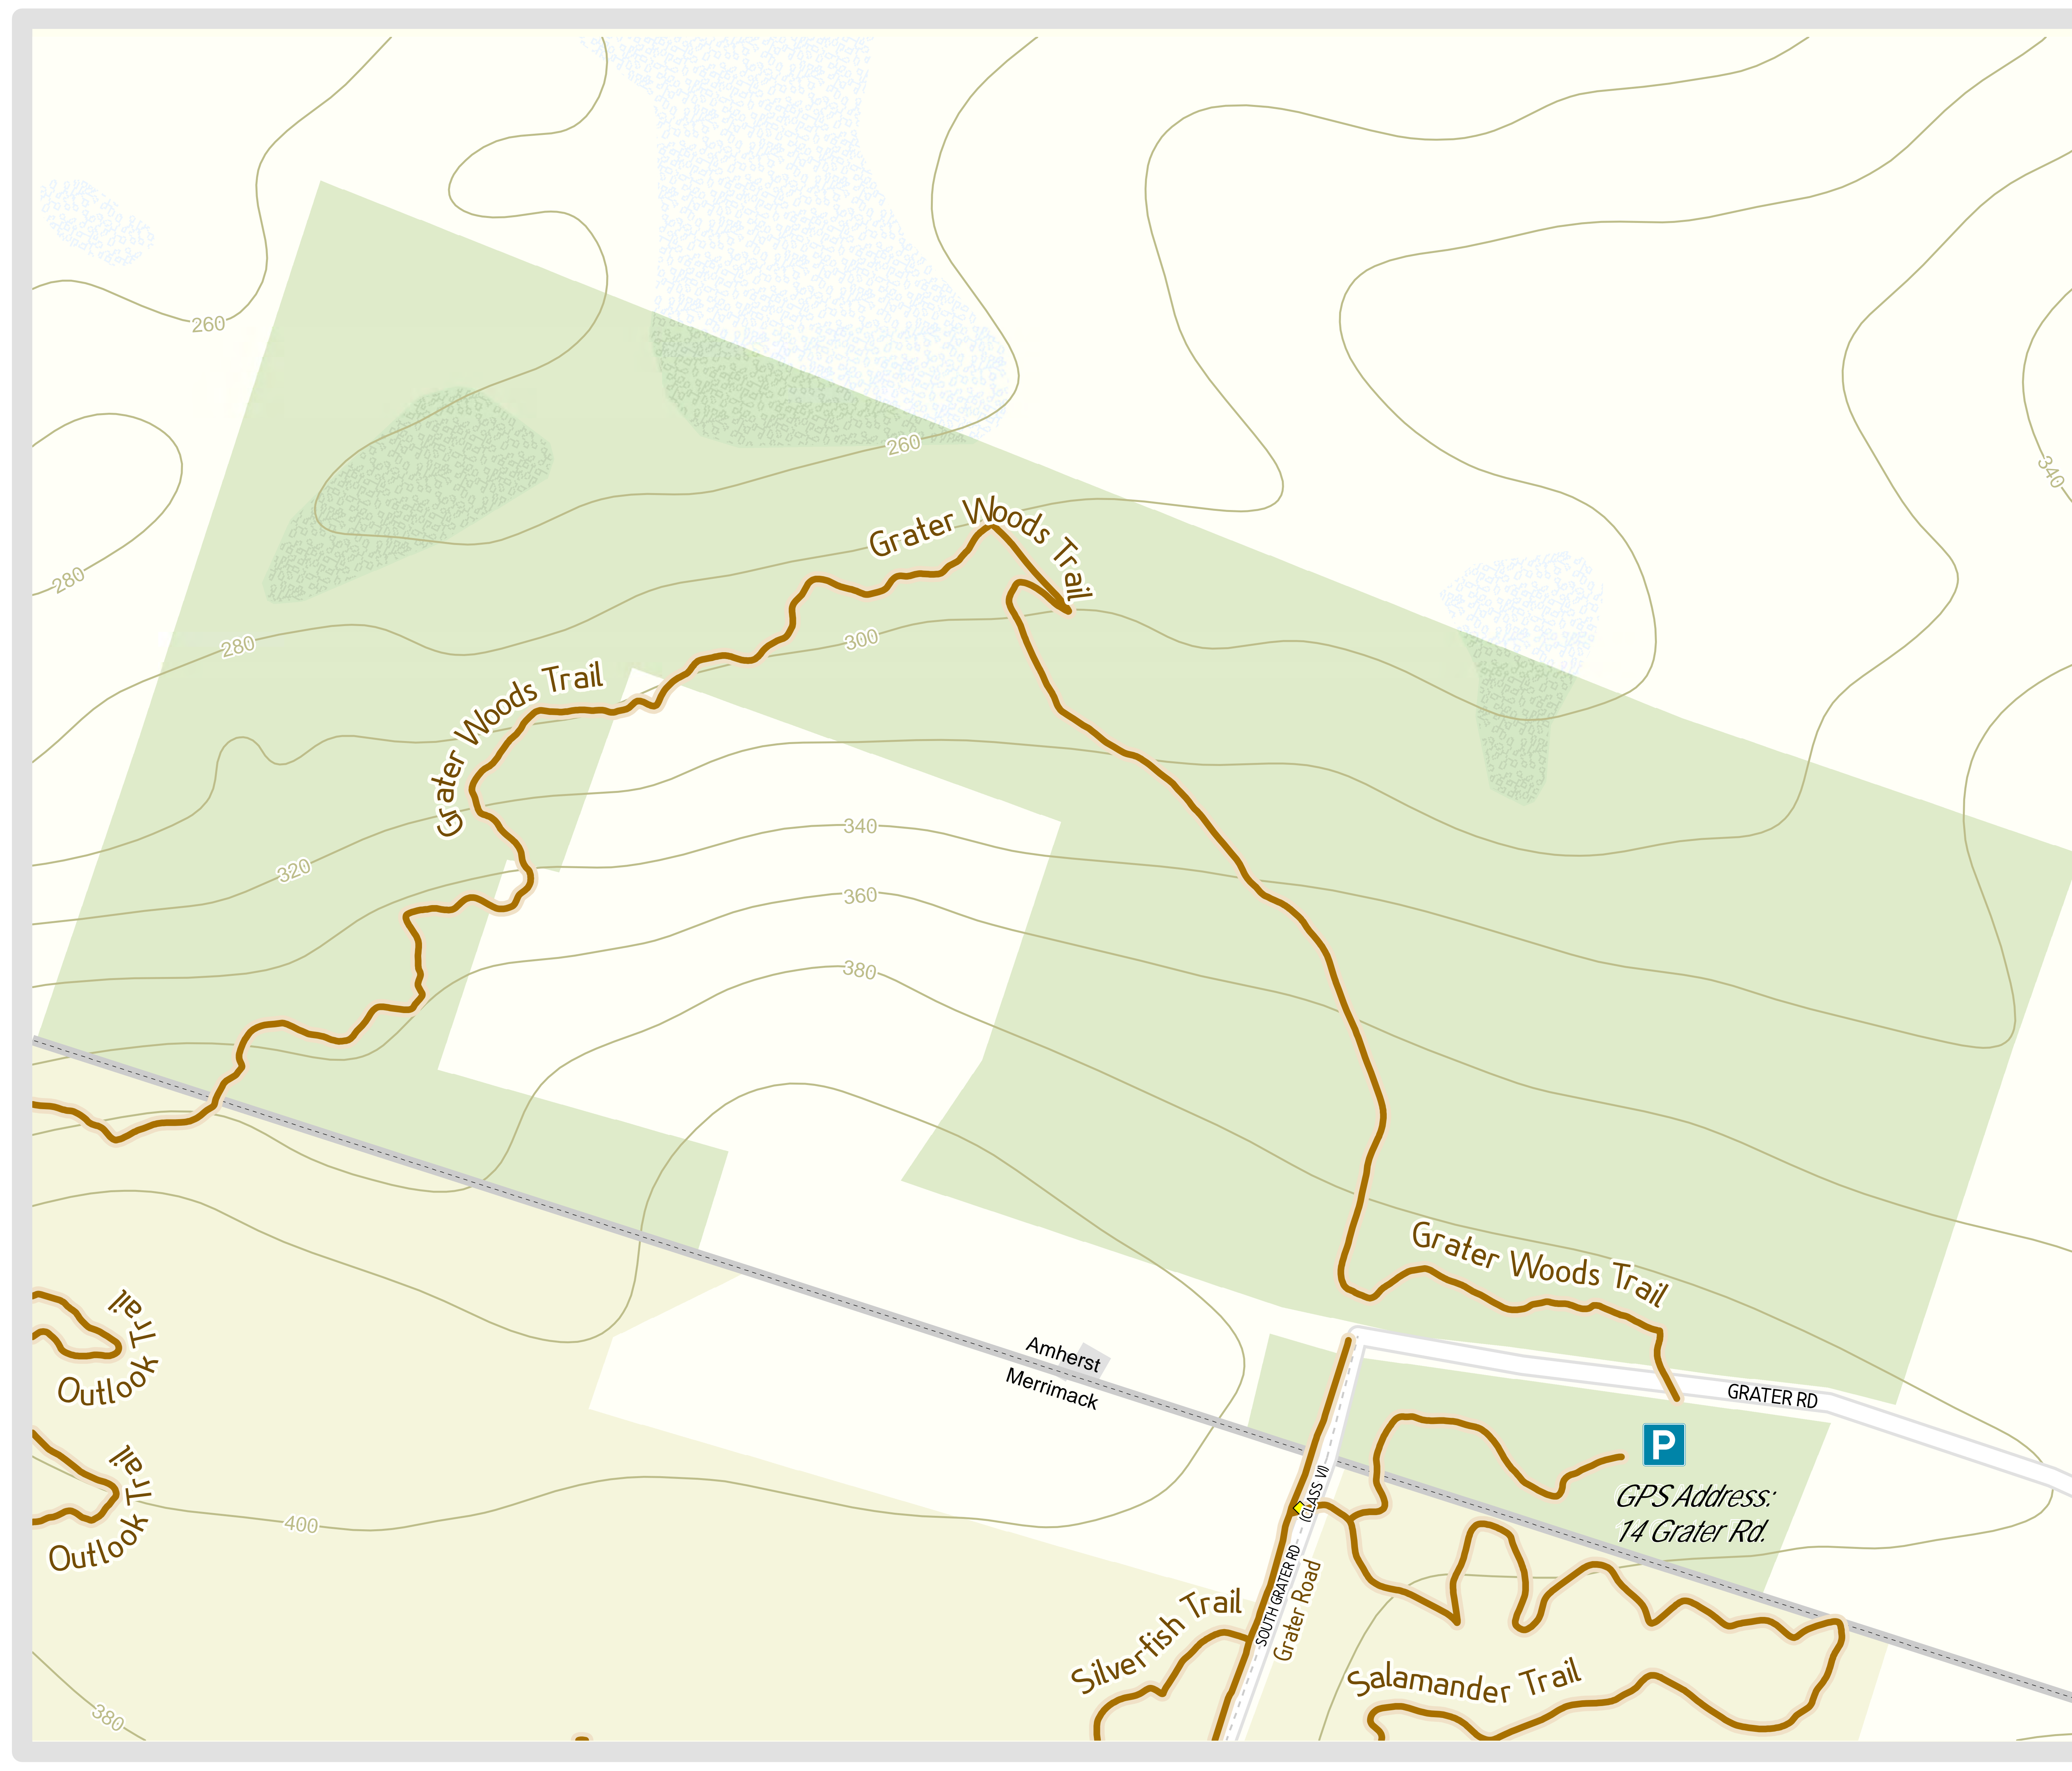 260
260
340
Grater Woods Trail
280
280
300
Grater Woods Trail
320
340
360
380
Grater Woods Trail
Outlook Trail
Amherst
Merrimack
GRATER RD
P
GPS Address:
14 Grater Rd.
(CLASS VI)
SOUTH GRATER RD
Grater Road
Outlook Trail
400
Silverfish Trail
Salamander Trail
380